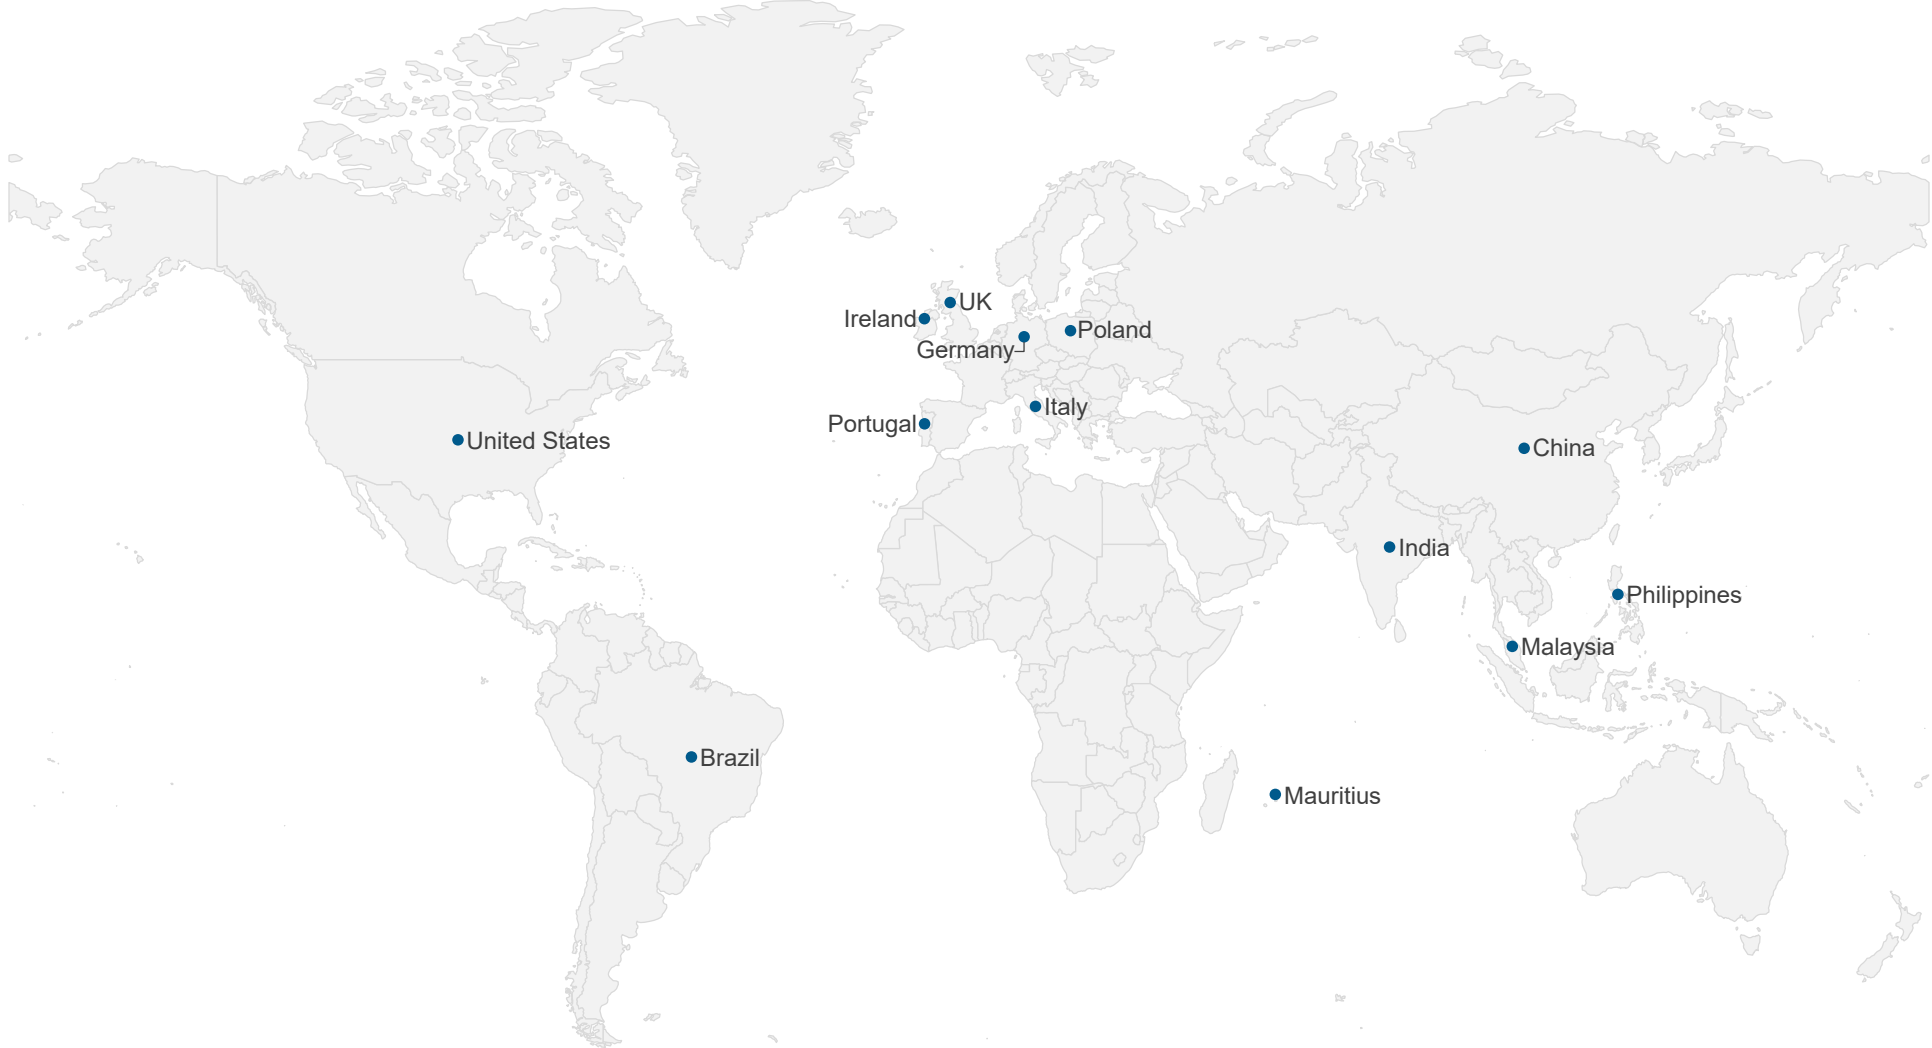 UK
Ireland
Poland
Germany
Italy
Portugal
United States
China
India
Philippines
Malaysia
Brazil
Mauritius